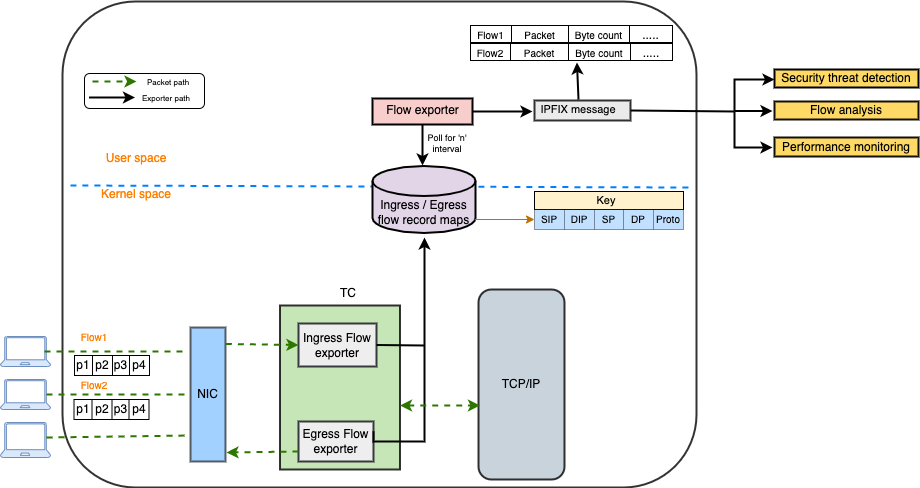 Flow1 Packet Byte count .....
Flow2 Packet Byte count .....
Packet path
Exporter path
Flow exporter
IPFIX message
Security threat detection
Flow analysis
Performance monitoring
Poll for 'n'
interval
User space
Kernel space
Ingress / Egress
flow record maps
Key
SIP DIP SP DP Proto
TC
Flow1
p1 p2 p3 p4
Flow2
p1 p2 p3 p4
NIC
Ingress Flow
exporter
Egress Flow
exporter
TCP/IP